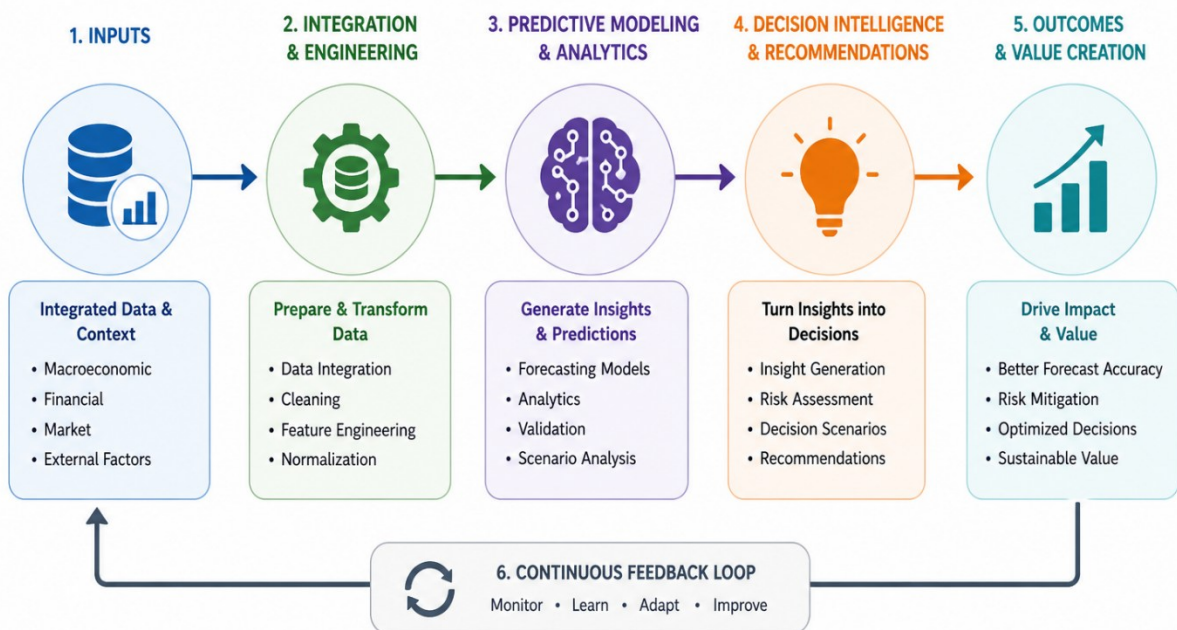 1. INPUTS
2. INTEGRATION
& ENGINEERING
3. PREDICTIVE MODELING
& ANALYTICS
4. DECISION INTELLIGENCE
& RECOMMENDATIONS
5. OUTCOMES
& VALUE CREATION
Integrated Data &
Context
• Macroeconomic
• Financial
• Market
• External Factors
Prepare & Transform
Data
• Data Integration
• Cleaning
• Feature Engineering
• Normalization
Generate Insights
& Predictions
• Forecasting Models
• Analytics
• Validation
• Scenario Analysis
Turn Insights into
Decisions
• Insight Generation
• Risk Assessment
• Decision Scenarios
• Recommendations
Drive Impact
& Value
• Better Forecast Accuracy
• Risk Mitigation
• Optimized Decisions
• Sustainable Value
6. CONTINUOUS FEEDBACK LOOP
Monitor • Learn • Adapt • Improve